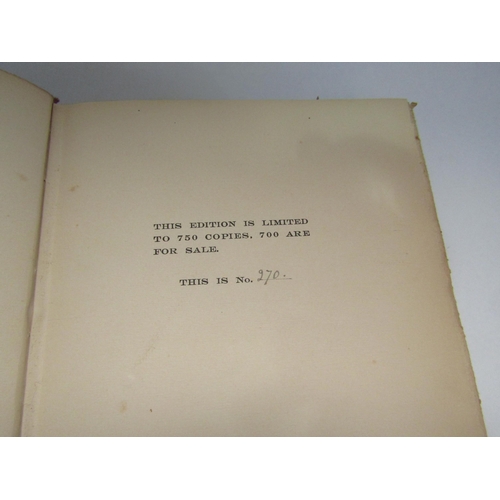 THIS EDITION IS LIMITED
TO 750 COPIES. 700 ARE
FOR SALE.
THIS IS No. 270.